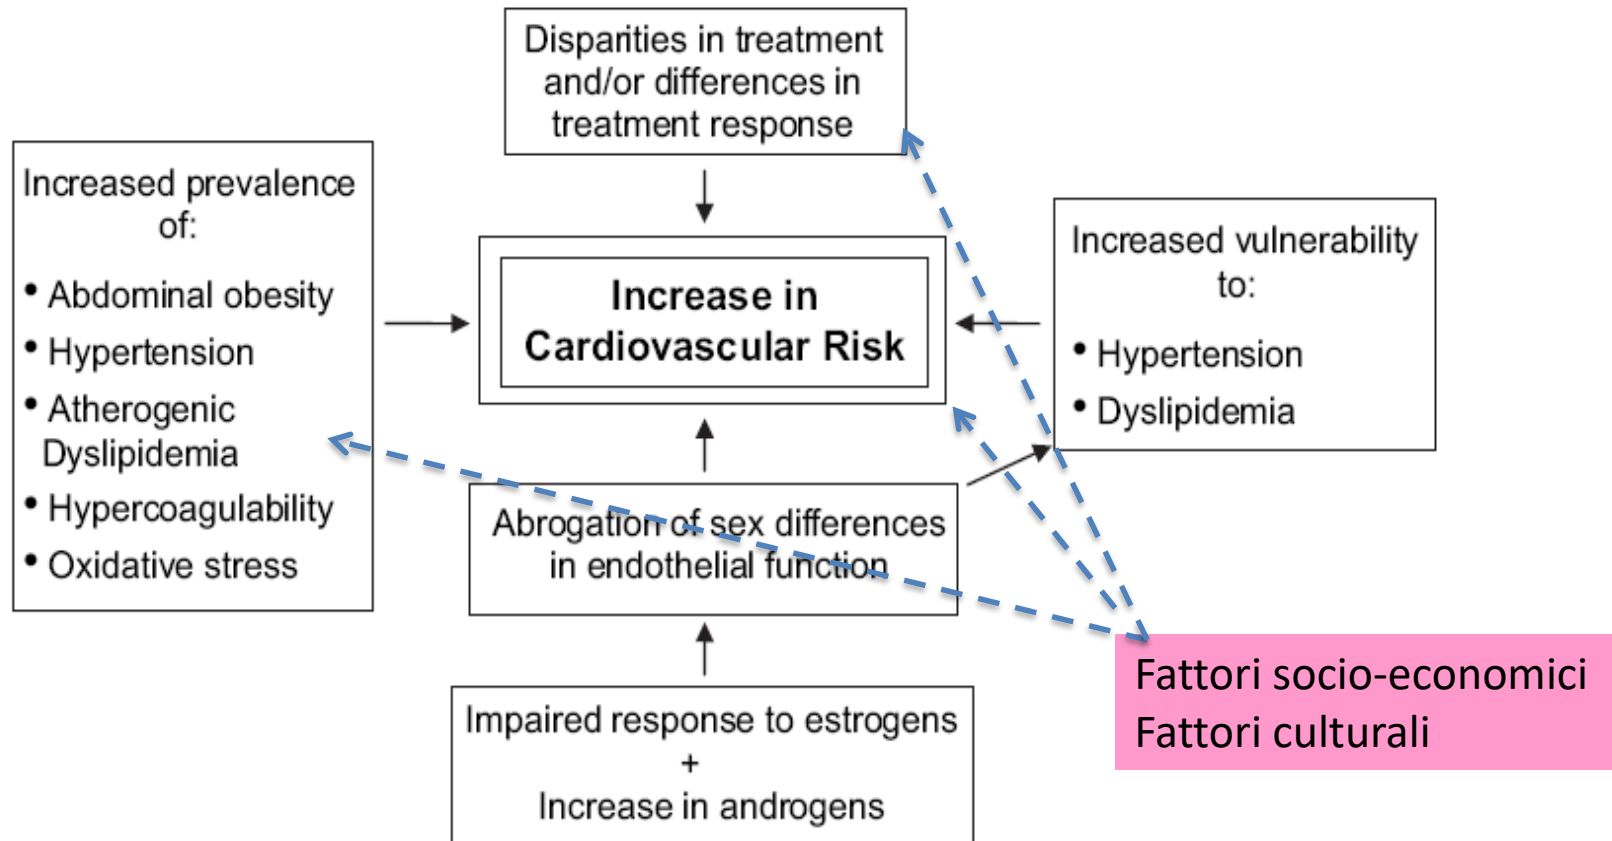 Disparities in treatment
and/or differences in
treatment response
Increased prevalence
of:
• Abdominal obesity
• Hypertension
• Atherogenic
Dyslipidemia
• Hypercoagulability
• Oxidative stress
Increase in
Cardiovascular Risk
Increased vulnerability
to:
• Hypertension
• Dyslipidemia
Abrogation of sex differences
in endothelial function
Impaired response to estrogens
+
Increase in androgens
Fattori socio-economici
Fattori culturali